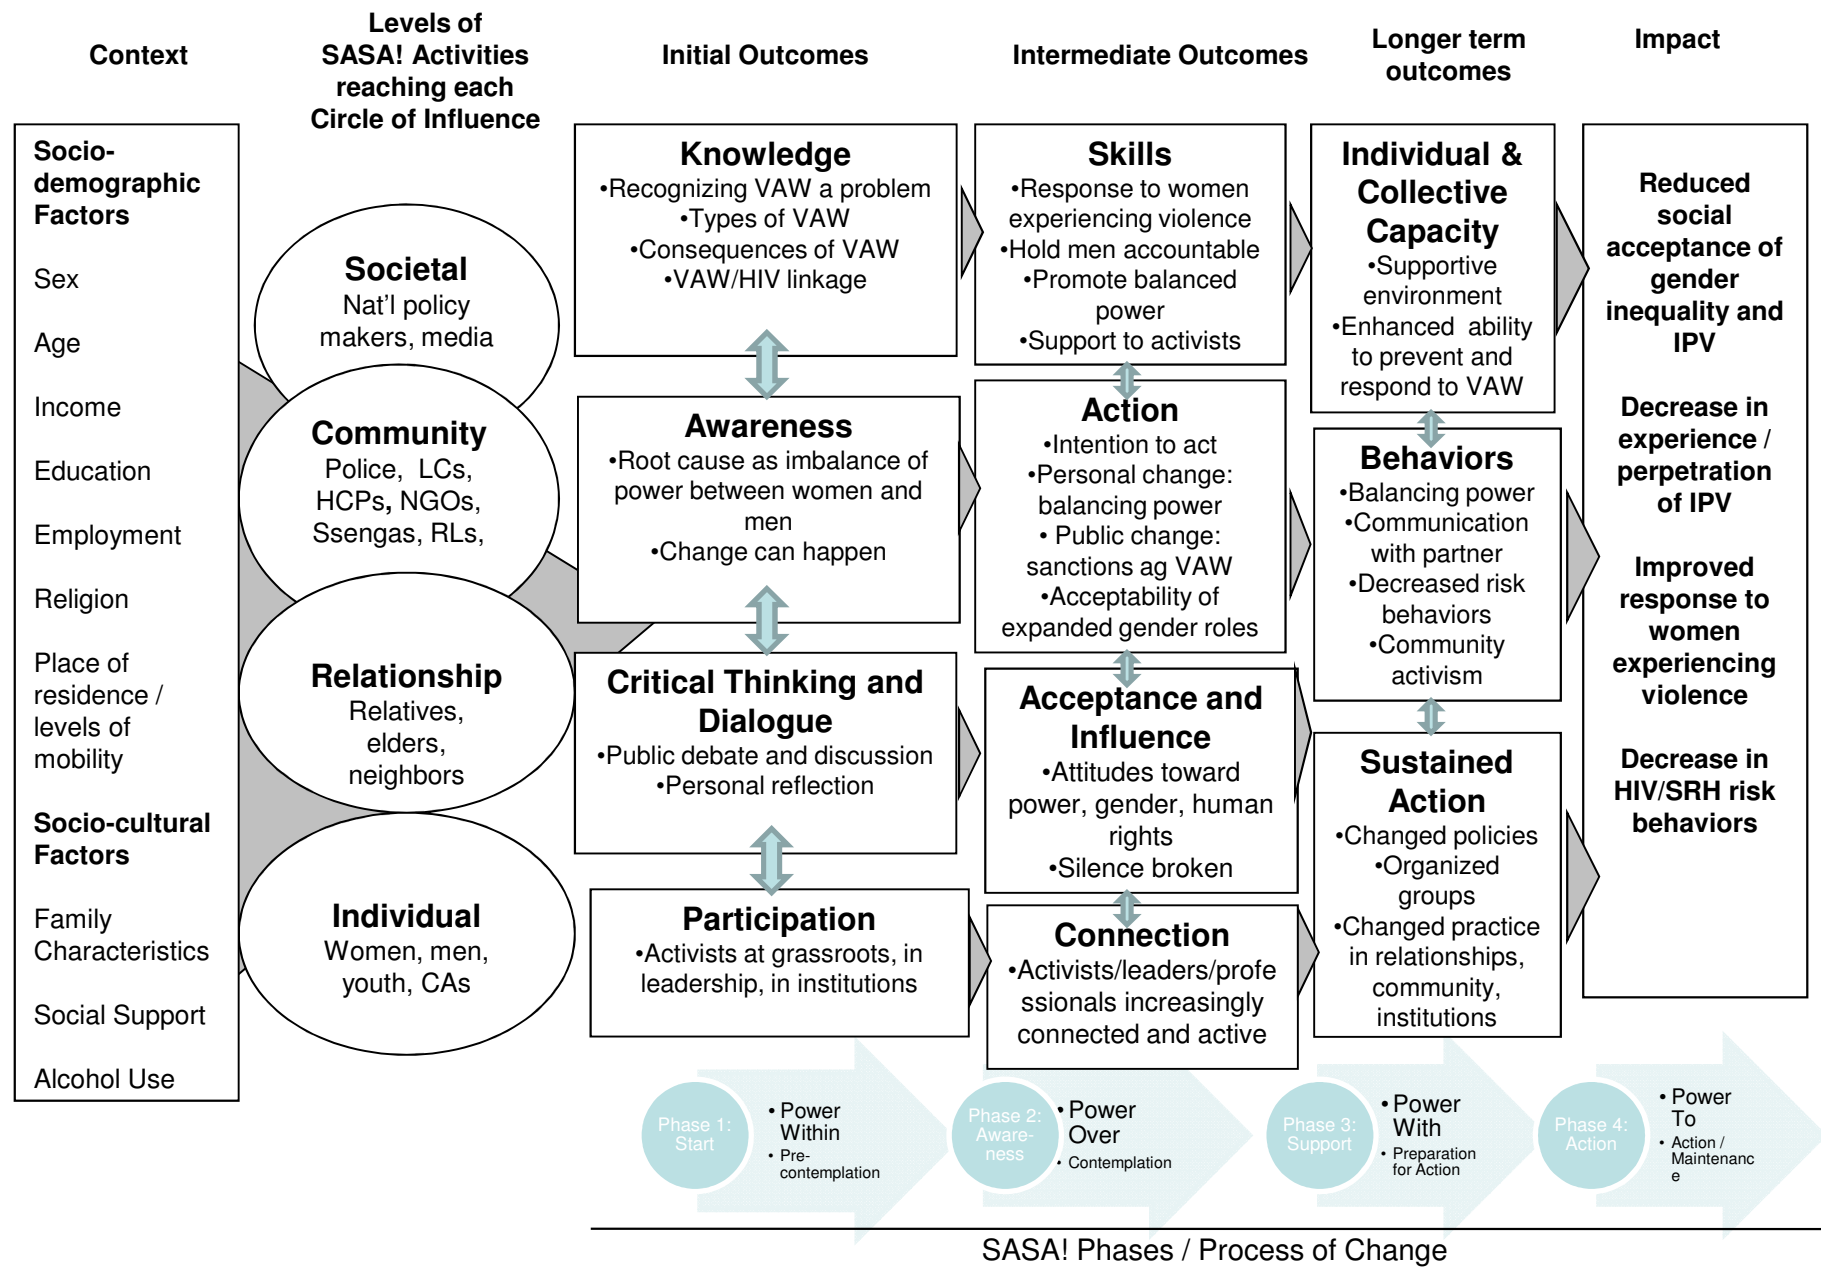 Context
Levels of
SASA! Activities
reaching each
Circle of Influence
Initial Outcomes
Intermediate Outcomes
Longer term
outcomes
Impact
Socio-
demographic
Factors
Sex
Age
Income
Education
Employment
Religion
Place of
residence /
levels of
mobility
Socio-cultural
Factors
Family
Characteristics
Social Support
Alcohol Use
Societal
Nat'l policy
makers, media
Community
Police, LCs,
HCPs, NGOs,
Ssengas, RLs,
Relationship
Relatives,
elders,
neighbors
Individual
Women, men,
youth, CAs
Knowledge
•Recognizing VAW a problem
•Types of VAW
•Consequences of VAW
•VAW/HIV linkage
Awareness
•Root cause as imbalance of
power between women and
men
•Change can happen
Critical Thinking and
Dialogue
•Public debate and discussion
•Personal reflection
Participation
•Activists at grassroots, in
leadership, in institutions
Skills
•Response to women
experiencing violence
•Hold men accountable
•Promote balanced
power
•Support to activists
Action
•Intention to act
•Personal change:
balancing power
• Public change:
sanctions ag VAW
•Acceptability of
expanded gender roles
Acceptance and
Influence
•Attitudes toward
power, gender, human
rights
•Silence broken
Connection
•Activists/leaders/profe
ssionals increasingly
connected and active
Individual &
Collective
Capacity
•Supportive
environment
•Enhanced ability
to prevent and
respond to VAW
Behaviors
•Balancing power
•Communication
with partner
•Decreased risk
behaviors
•Community
activism
Sustained
Action
•Changed policies
•Organized
groups
•Changed practice
in relationships,
community,
institutions
Reduced
social
acceptance of
gender
inequality and
IPV
Decrease in
experience /
perpetration
of IPV
Improved
response to
women
experiencing
violence
Decrease in
HIV/SRH risk
behaviors
Phase 1:
Start
• Power
Within
• Pre-
contemplation
Phase 2:
Aware-
ness
• Power
Over
• Contemplation
Phase 3:
Support
• Power
With
• Preparation
for Action
Phase 4:
Action
• Power
To
• Action /
Maintenanc
e
SASA! Phases / Process of Change